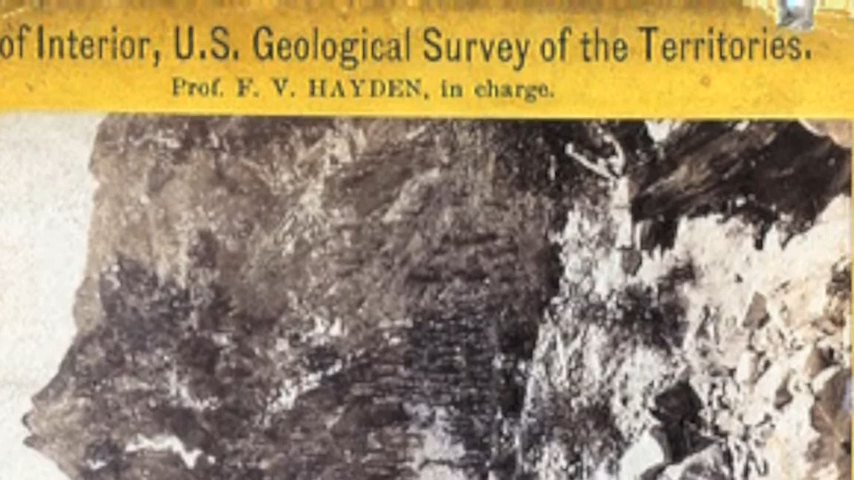 of Interior, U.S. Geological Survey of the Territories.
Prof. F. V. HAYDEN, in charge.